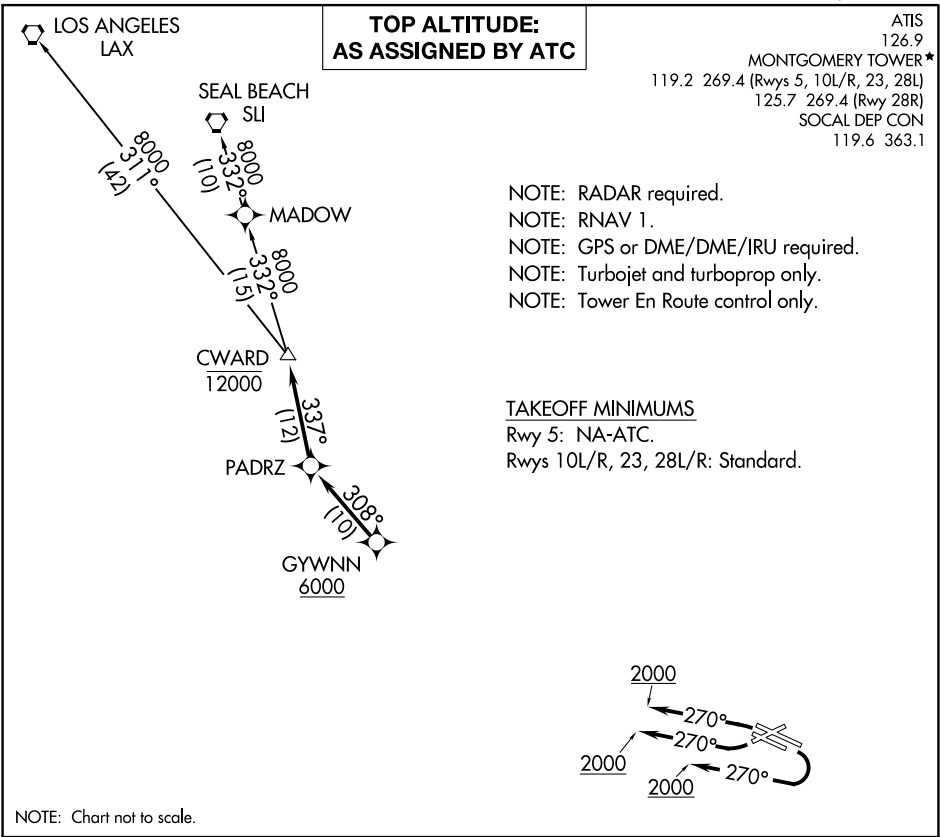 LOS ANGELES
LAX
TOP ALTITUDE:
AS ASSIGNED BY ATC
ATIS
126.9
MONTGOMERY TOWER★
119.2 269.4 (Rwys 5, 10L/R, 23, 28L)
125.7 269.4 (Rwy 28R)
SOCAL DEP CON
119.6 363.1
SEAL BEACH
SLI
8000
311°
(42)
8000
332°
(10)
MADOW
8000
332°
(15)
CWARD
12000
337°
(12)
PADRZ
308°
(10)
GYWNN
6000
NOTE: RADAR required.
NOTE: RNAV 1.
NOTE: GPS or DME/DME/IRU required.
NOTE: Turbojet and turboprop only.
NOTE: Tower En Route control only.
TAKEOFF MINIMUMS
Rwy 5: NA-ATC.
Rwys 10L/R, 23, 28L/R: Standard.
2000
270°
270°
2000
270°
2000
NOTE: Chart not to scale.